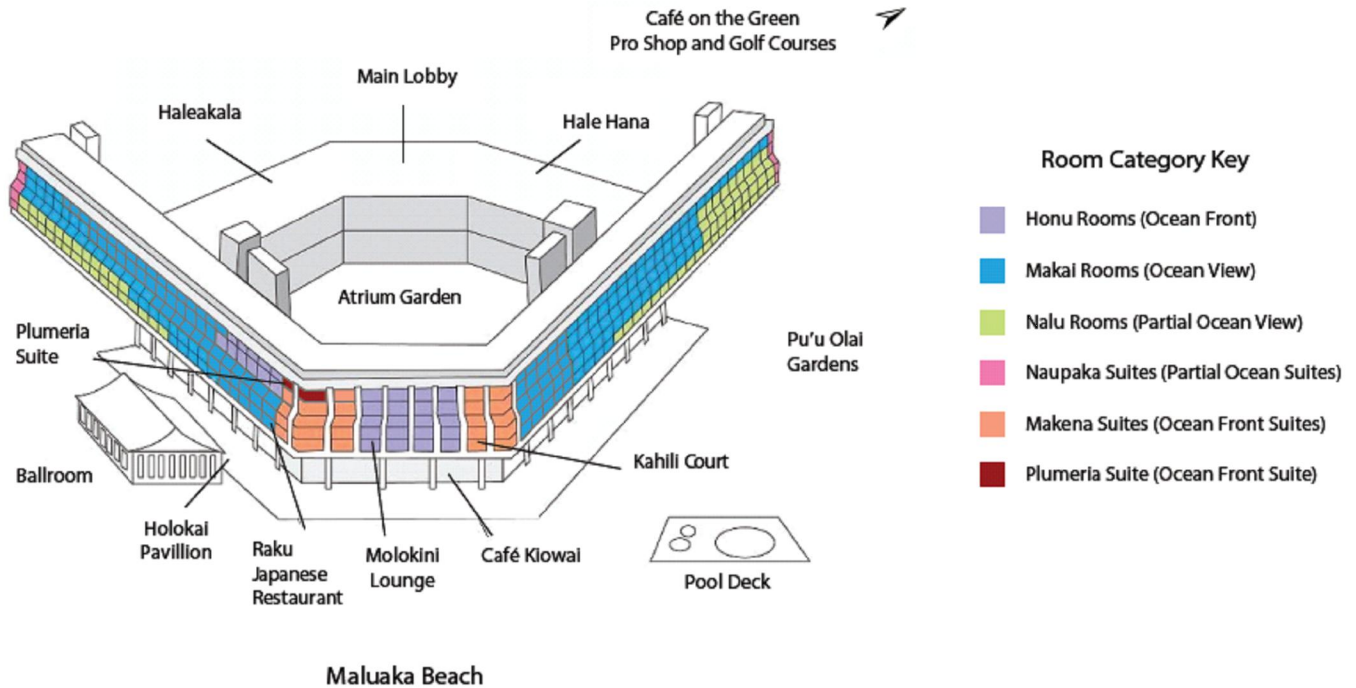 Café on the Green
Pro Shop and Golf Courses
Main Lobby
Haleakala
Hale Hana
Atrium Garden
Plumeria
Suite
Pu'u Olai
Gardens
Ballroom
Kahili Court
Holokai
Pavillion
Raku
Japanese
Restaurant
Molokini
Lounge
Café Kiowai
Pool Deck
Maluaka Beach
Room Category Key
Honu Rooms (Ocean Front)
Makai Rooms (Ocean View)
Nalu Rooms (Partial Ocean View)
Naupaka Suites (Partial Ocean Suites)
Makena Suites (Ocean Front Suites)
Plumeria Suite (Ocean Front Suite)